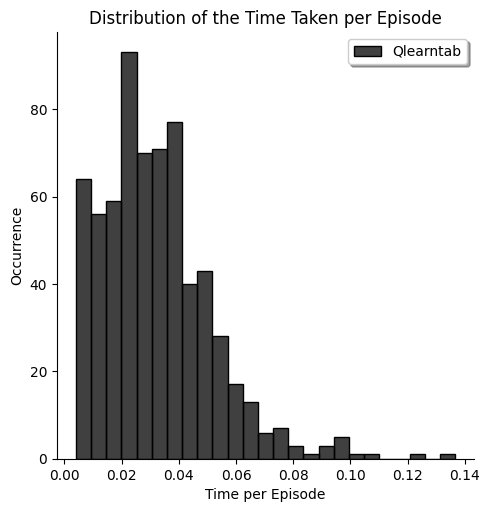 Distribution of the Time Taken per Episode
Qlearntab
80
60
40
20
0
Occurrence
0.00 0.02 0.04 0.06 0.08 0.10 0.12 0.14
Time per Episode